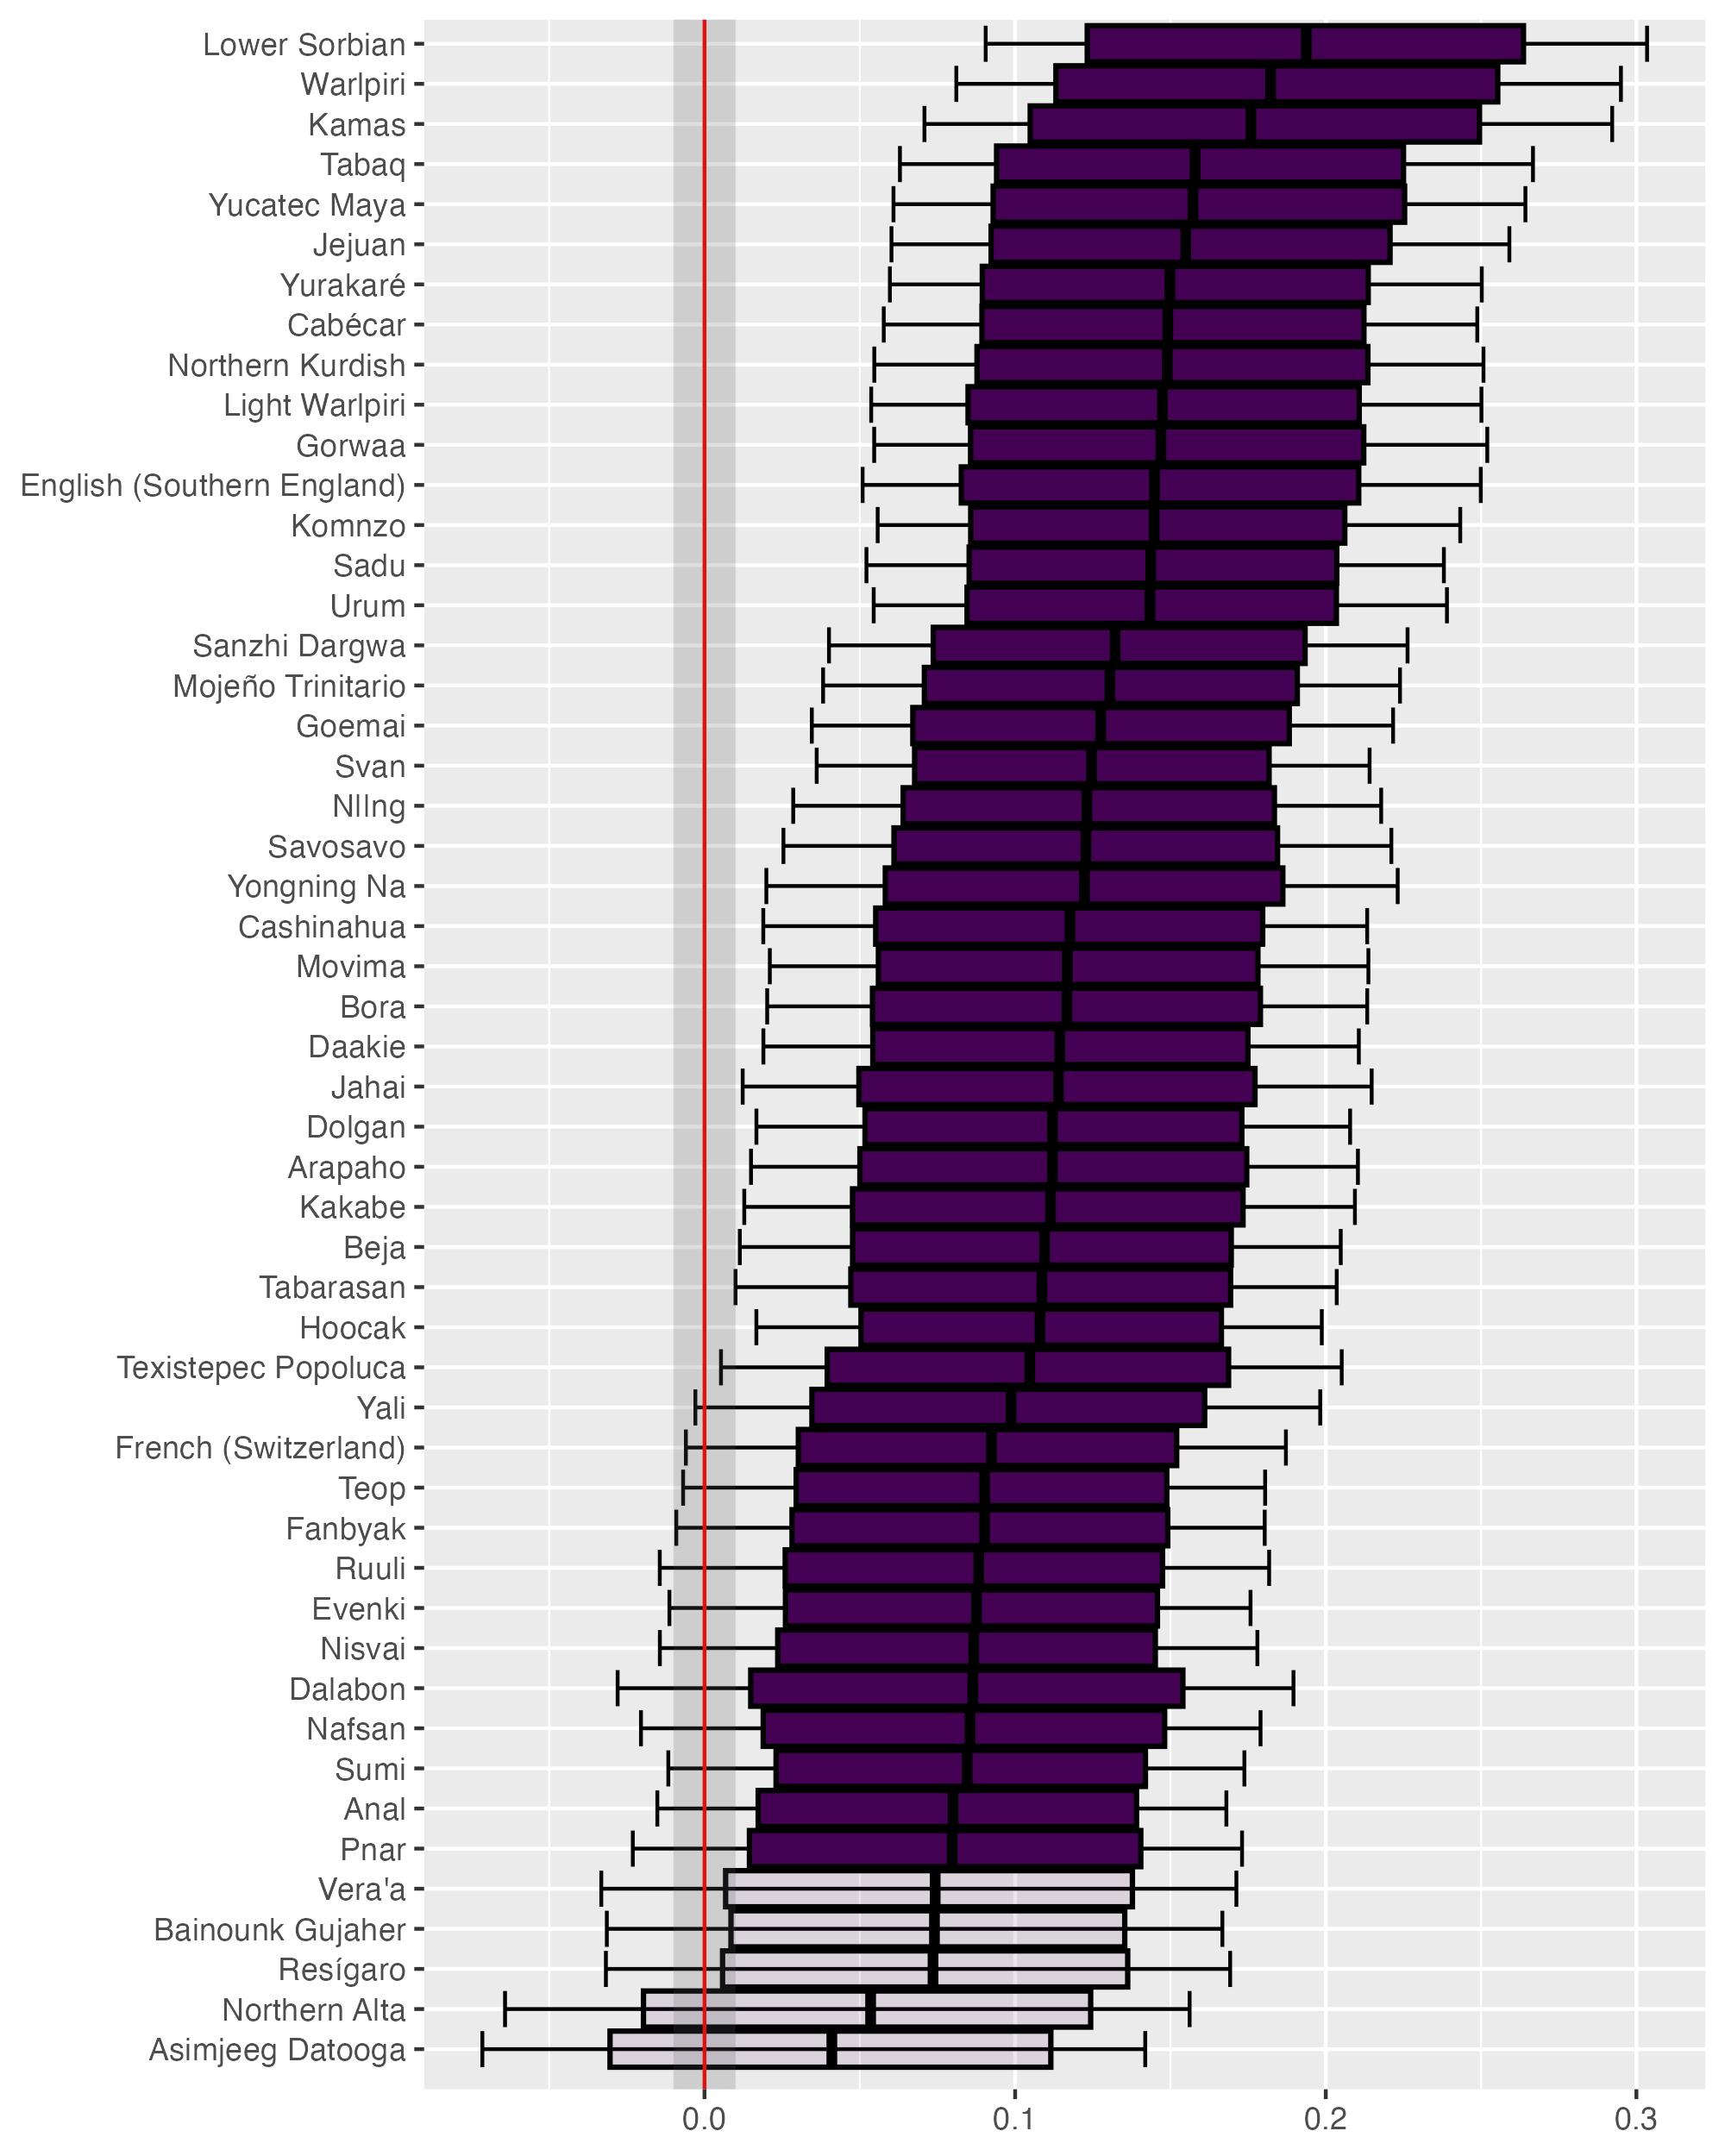 Lower Sorbian
Warlpiri
Kamas
Tabaq
Yucatec Maya
Jejuan
Yurakaré
Cabécar
Northern Kurdish
Light Warlpiri
Gorwaa
English (Southern England)
Komnzo
Sadu
Urum
Sanzhi Dargwa
Mojeño Trinitario
Goemai
Svan
NIIng
Savosavo
Yongning Na
Cashinahua
Movima
Bora
Daakie
Jahai
Dolgan
Arapaho
Kakabe
Beja
Tabarasan
Hoocak
Texistepec Popoluca
Yali
French (Switzerland)
Teop
Fanbyak
Ruuli
Evenki
Nisvai
Dalabon
Nafsan
Sumi
Anal
Pnar
Vera'a
Bainounk Gujaher
Resígaro
Northern Alta
Asimjeeg Datooga
0.0 0.1 0.2 0.3